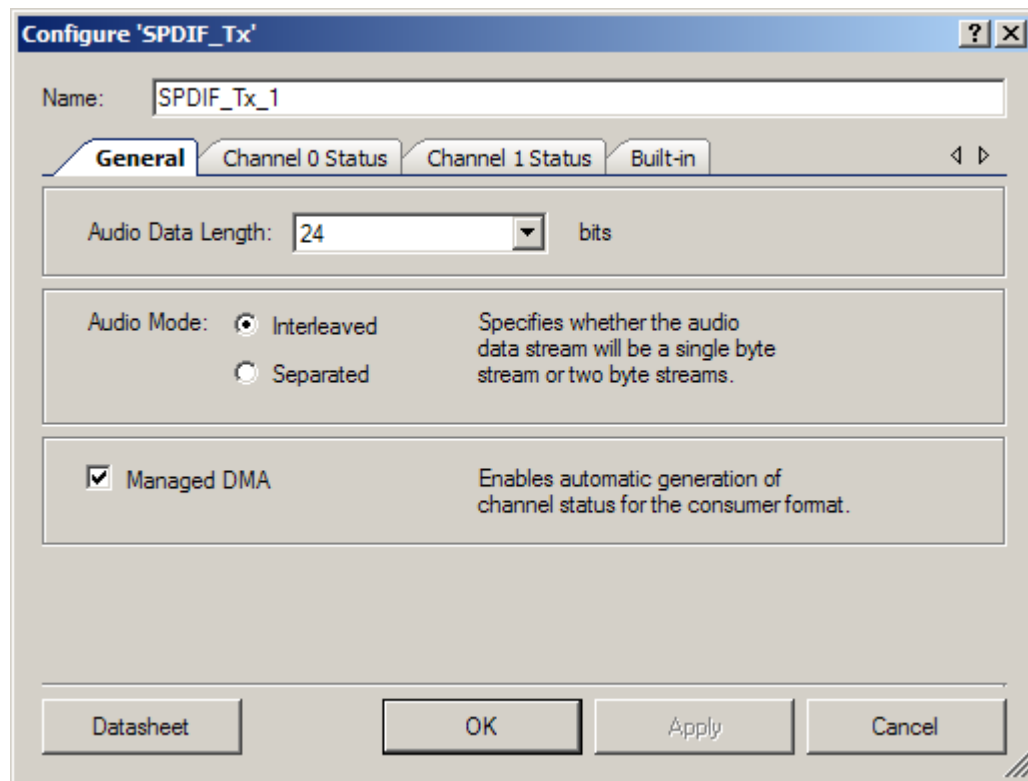 Configure 'SPDIF_Tx'
Name: SPDIF_Tx_1
General Channel 0 Status Channel 1 Status Built-in
Audio Data Length: 24 bits
Audio Mode: Interleaved
Separated
Specifies whether the audio
data stream will be a single byte
stream or two byte streams.
Managed DMA
Enables automatic generation of
channel status for the consumer format.
Datasheet OK Apply Cancel